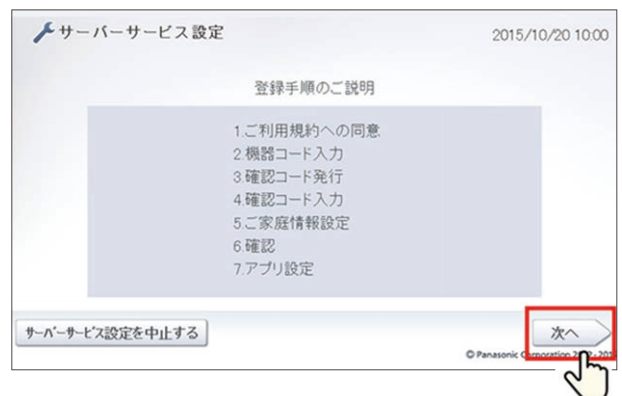 サーバーサービス設定
2015/10/20 10:00
登録手順のご説明
1.ご利用規約への同意
2.機器コード入力
3.確認コード発行
4.確認コード入力
5.ご家庭情報設定
6.確認
7.アプリ設定
サーバーサービス設定を中止する
次へ
© Panasonic Corporation